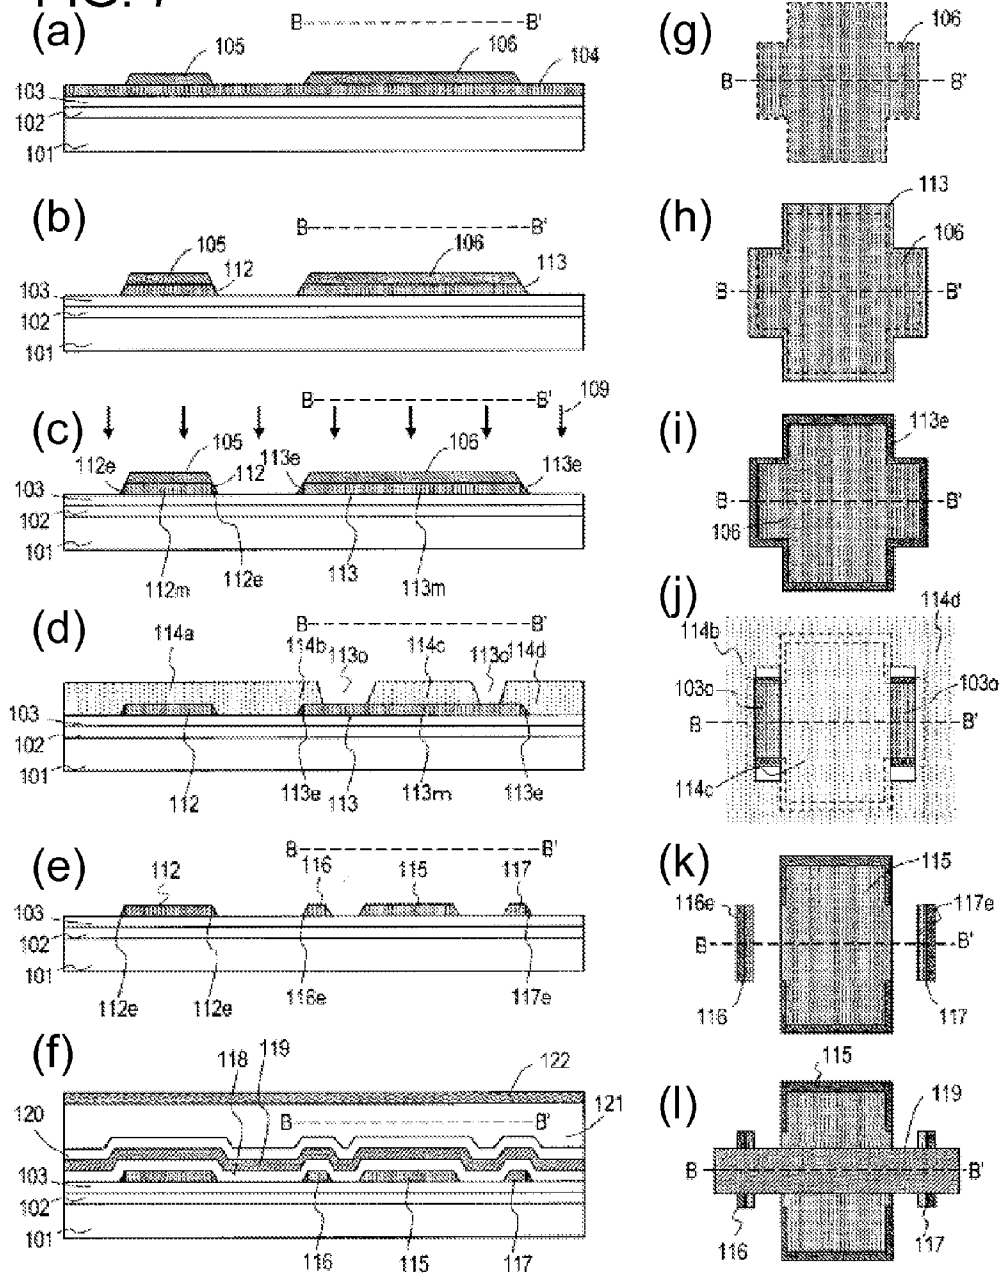 FIG. 7
(a)
B B'
105
106
104
103
102
101
(b)
B B'
105
112
106
113
103
102
101
(c)
B B'
109
112e
105
112
113e
106
113e
103
102
101
112m
112e
113
113m
(d)
B B'
114a
114b
113o
114c
113o
114d
103
102
101
112
113e
113
113m
113e
(e)
B B'
112
116
115
117
103
102
101
112e
112e
116e
117e
(f)
118
119
122
120
B B'
121
103
102
101
116
115
117
(g)
106
B B'
(h)
113
106
B B'
(i)
113e
B B'
106
(j)
114d
114b
103a
103a
B B'
114c
(k)
115
116e
117e
B B'
116
117
(l)
115
119
B B'
116
117